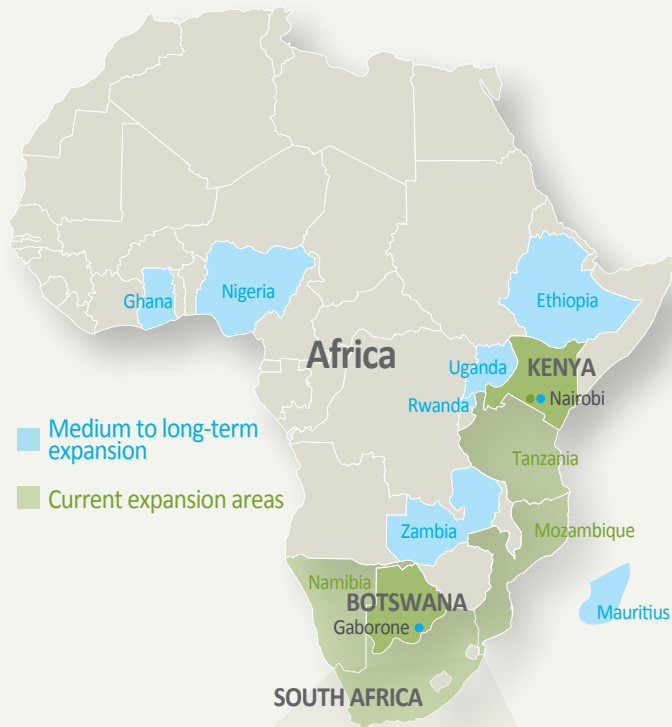 Ghana
Nigeria
Ethiopia
Africa
Uganda
KENYA
Rwanda
Nairobi
Medium to long-term
expansion
Tanzania
Current expansion areas
Zambia
Mozambique
Namibia
BOTSWANA
Mauritius
Gaborone
SOUTH AFRICA